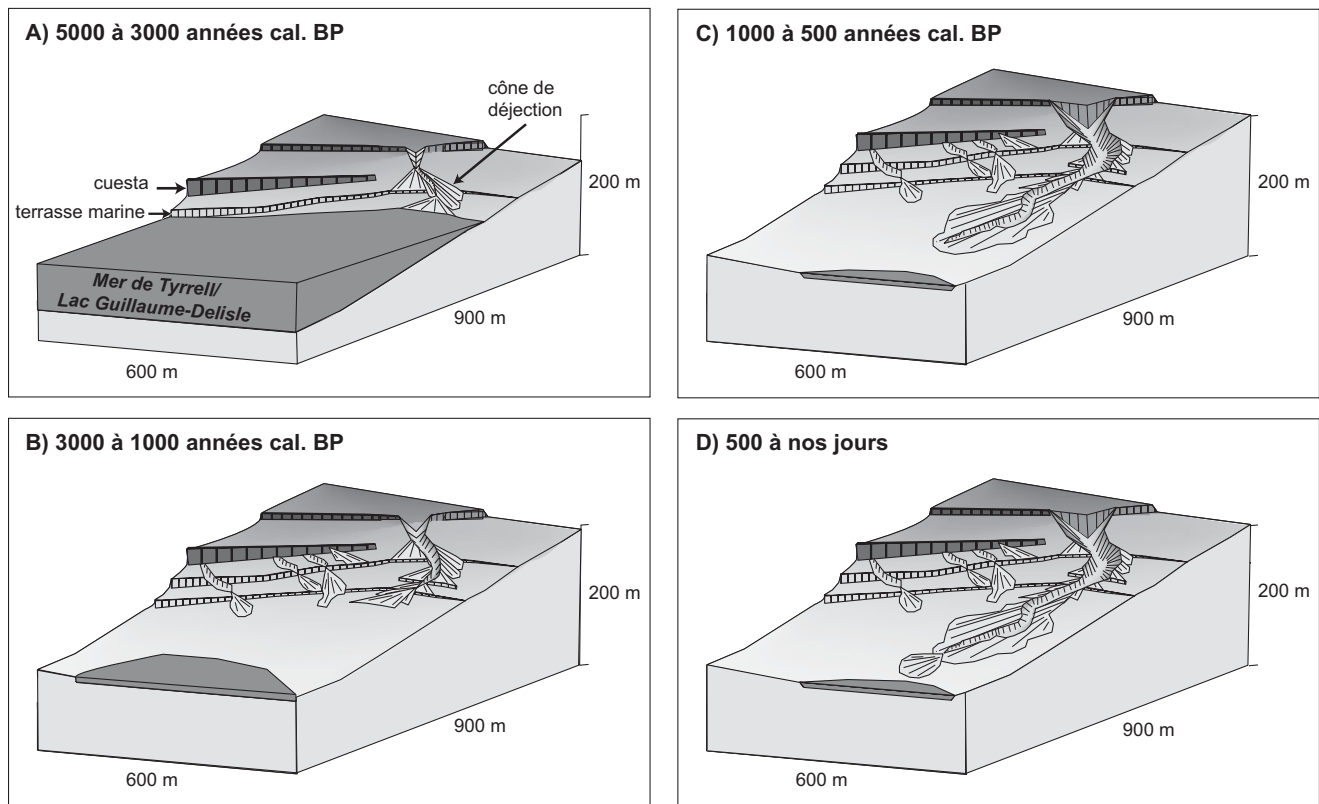 A) 5000 à 3000 années cal. BP
cône de
déjection
cuesta
terrasse marine
200 m
Mer de Tyrrell/
Lac Guillaume-Delisle
900 m
600 m
B) 3000 à 1000 années cal. BP
200 m
900 m
600 m
C) 1000 à 500 années cal. BP
200 m
900 m
600 m
D) 500 à nos jours
200 m
900 m
600 m